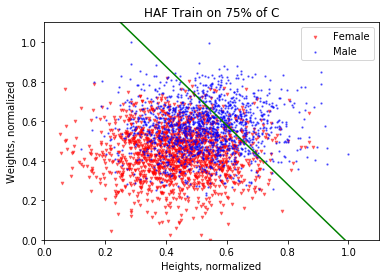 HAF Train on 75% of C
Female
Male
Weights, normalized
1.0
0.8
0.6
0.4
0.2
0.0
0.0 0.2 0.4 0.6 0.8 1.0
Heights, normalized